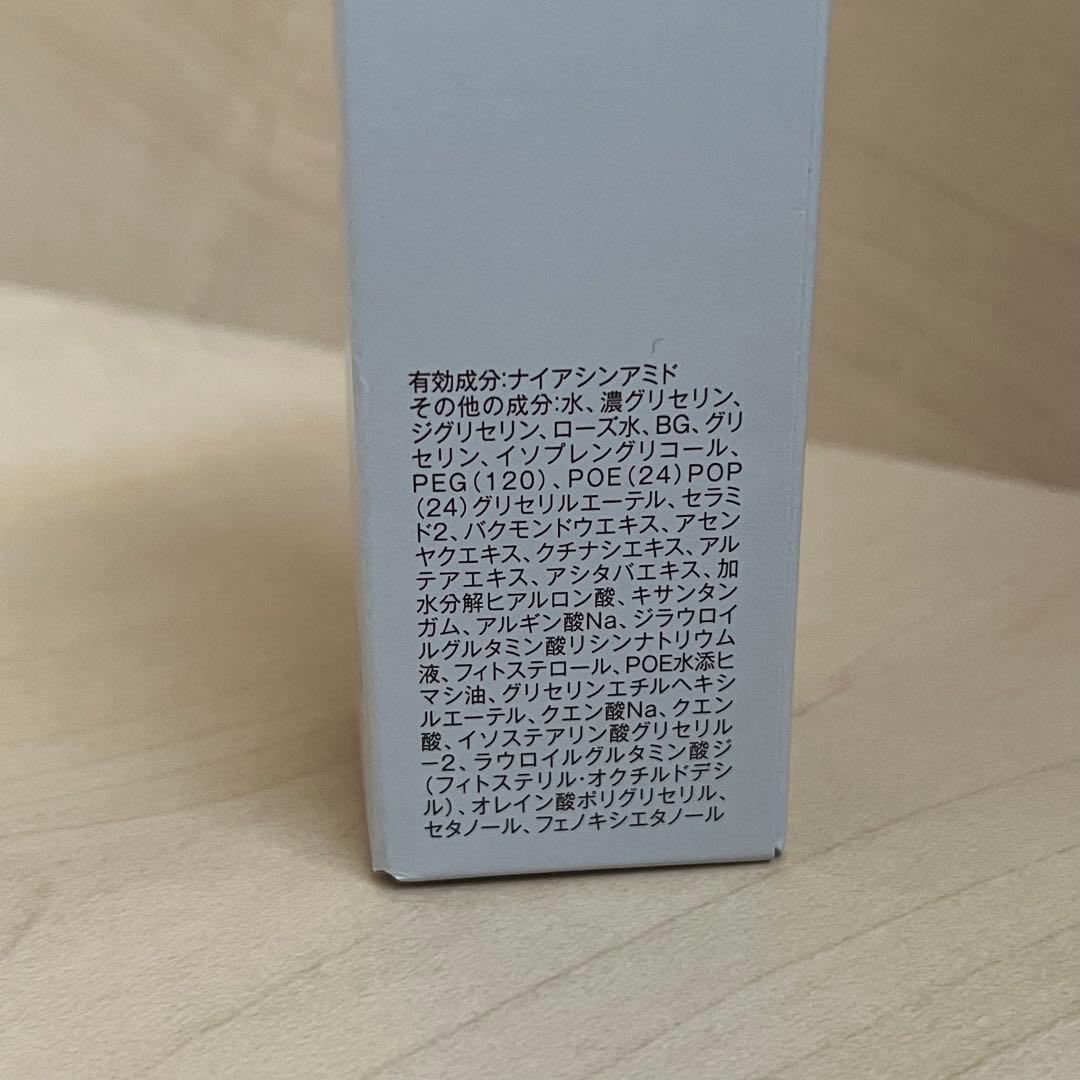 有効成分:ナイアシンアミド
その他の成分:水、濃グリセリン、
ジグリセリン、ローズ水、BG、グリ
セリン、イソプレングリコール、
PEG(120)、POE(24)POP
(24)グリセリルエーテル、セラミ
ド2、バクモンドウエキス、アセン
ヤクエキス、クチナシエキス、アル
テアエキス、アシタバエキス、加
水分解ヒアルロン酸、キサンタン
ガム、アルギン酸Na、ジラウロイ
ルグルタミン酸リシンナトリウム
液、フィトステロール、POE水添ヒ
マシ油、グリセリンエチルヘキシ
ルエーテル、クエン酸Na、クエン
酸、イソステアリン酸グリセリル
-2、ラウロイルグルタミン酸ジ
(フィトステリル·オクチルドデシ
ル)、オレイン酸ポリグリセリル、
セタノール、フェノキシエタノール